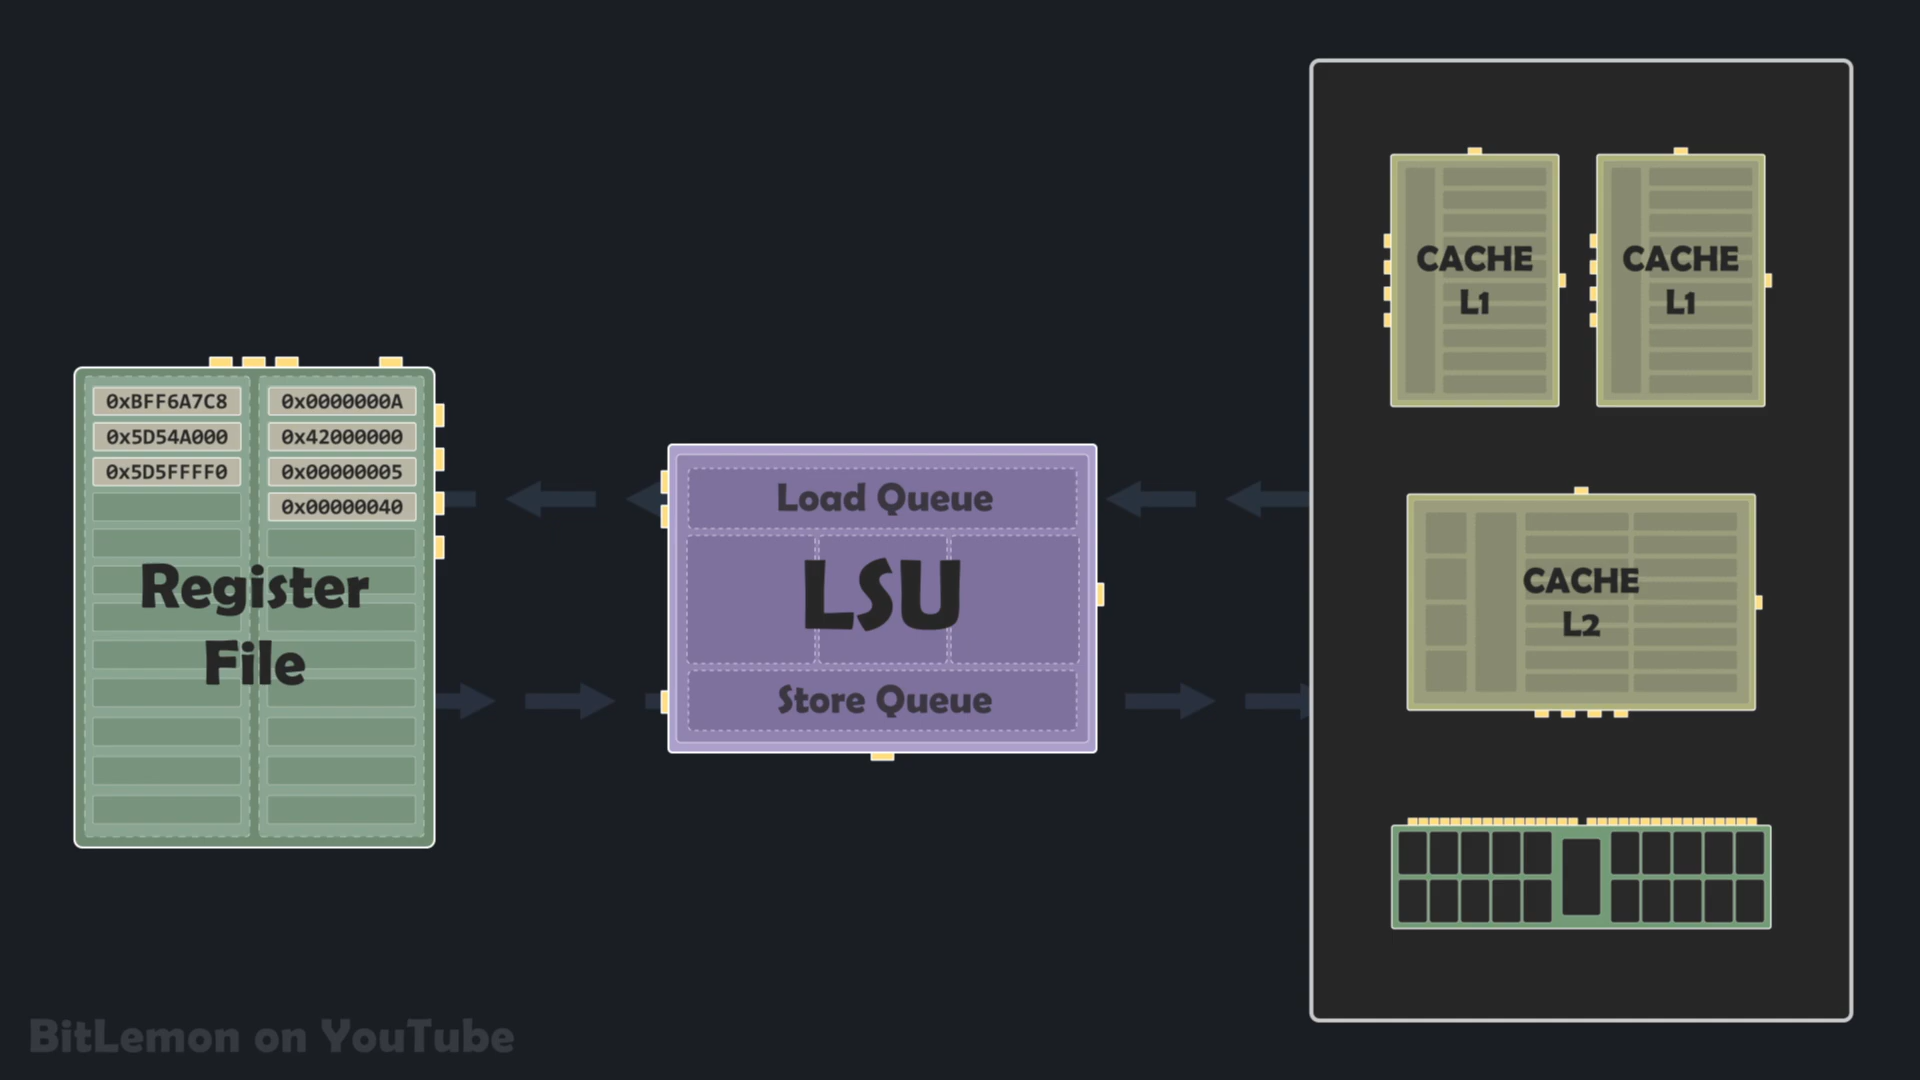 0xBFF6A7C8
0x5D54A000
0x5D5FFFF0
0x0000000A
0x42000000
0x00000005
0x00000040
Register
File
Load Queue
LSU
Store Queue
CACHE
L1
CACHE
L1
CACHE
L2
BitLemon on YouTube